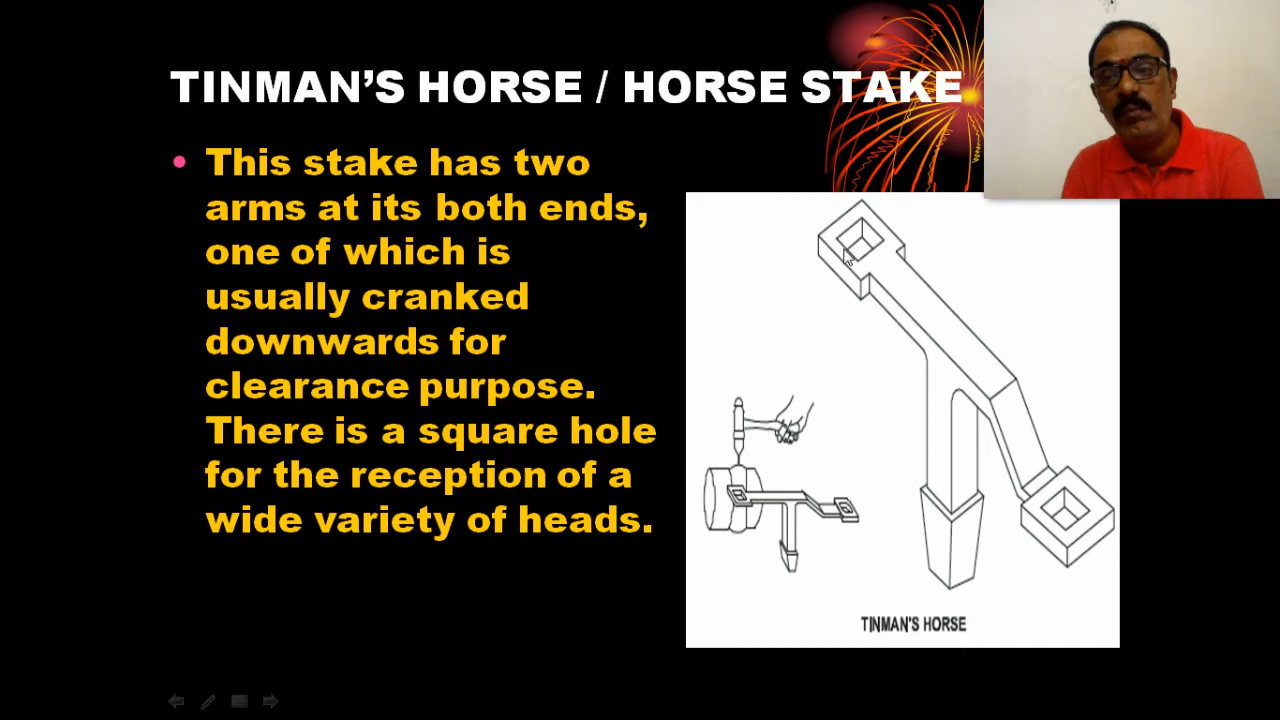 TINMAN’S HORSE / HORSE STAKE
• This stake has two
arms at its both ends,
one of which is
usually cranked
downwards for
clearance purpose.
There is a square hole
for the reception of a
wide variety of heads.
TINMAN'S HORSE